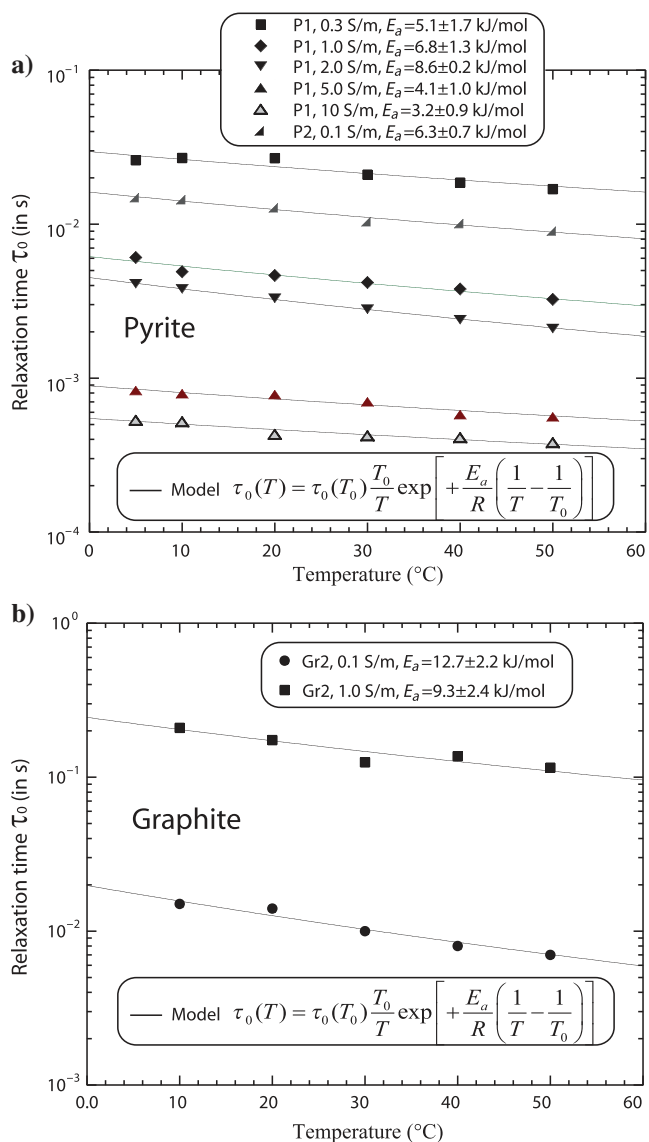 a)
P1, 0.3 S/m, Eₐ=5.1±1.7 kJ/mol
P1, 1.0 S/m, Eₐ=6.8±1.3 kJ/mol
P1, 2.0 S/m, Eₐ=8.6±0.2 kJ/mol
P1, 5.0 S/m, Eₐ=4.1±1.0 kJ/mol
P1, 10 S/m, Eₐ=3.2±0.9 kJ/mol
P2, 0.1 S/m, Eₐ=6.3±0.7 kJ/mol
10⁻¹
10⁻²
10⁻³
10⁻⁴
Relaxation time τ₀ (in s)
Pyrite
Model τ₀(T) = τ₀(T₀) T₀/T exp[+Eₐ/R (1/T − 1/T₀)]
0 10 20 30 40 50 60
Temperature (°C)
b)
Gr2, 0.1 S/m, Eₐ=12.7±2.2 kJ/mol
Gr2, 1.0 S/m, Eₐ=9.3±2.4 kJ/mol
10⁰
10⁻¹
10⁻²
10⁻³
Relaxation time τ₀ (in s)
Graphite
Model τ₀(T) = τ₀(T₀) T₀/T exp[+Eₐ/R (1/T − 1/T₀)]
0.0 10 20 30 40 50 60
Temperature (°C)